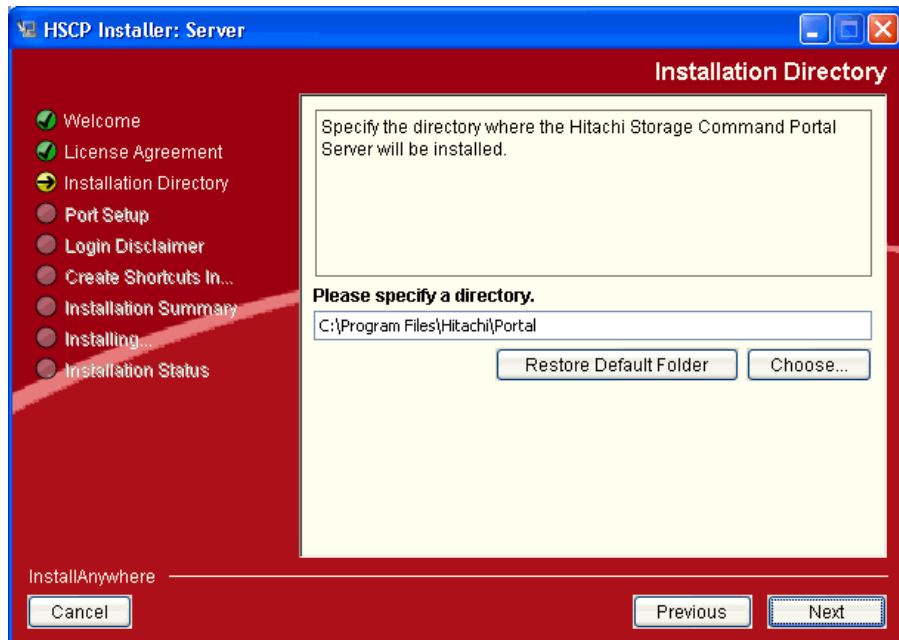 HSCP Installer: Server
Installation Directory
Welcome
License Agreement
Installation Directory
Port Setup
Login Disclaimer
Create Shortcuts In...
Installation Summary
Installing...
Installation Status
Specify the directory where the Hitachi Storage Command Portal
Server will be installed.
Please specify a directory.
C:\Program Files\Hitachi\Portal
Restore Default Folder
Choose...
InstallAnywhere
Cancel
Previous
Next